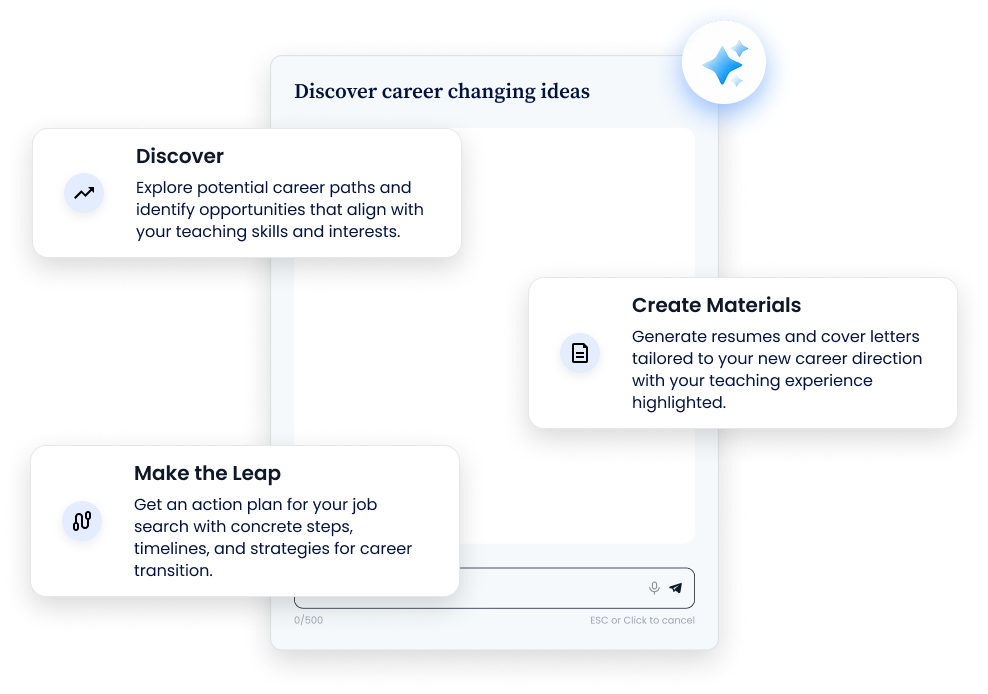 Discover career changing ideas
Discover
Explore potential career paths and
identify opportunities that align with
your teaching skills and interests.
Create Materials
Generate resumes and cover letters
tailored to your new career direction
with your teaching experience
highlighted.
Make the Leap
Get an action plan for your job
search with concrete steps,
timelines, and strategies for career
transition.
0/500
ESC or Click to cancel